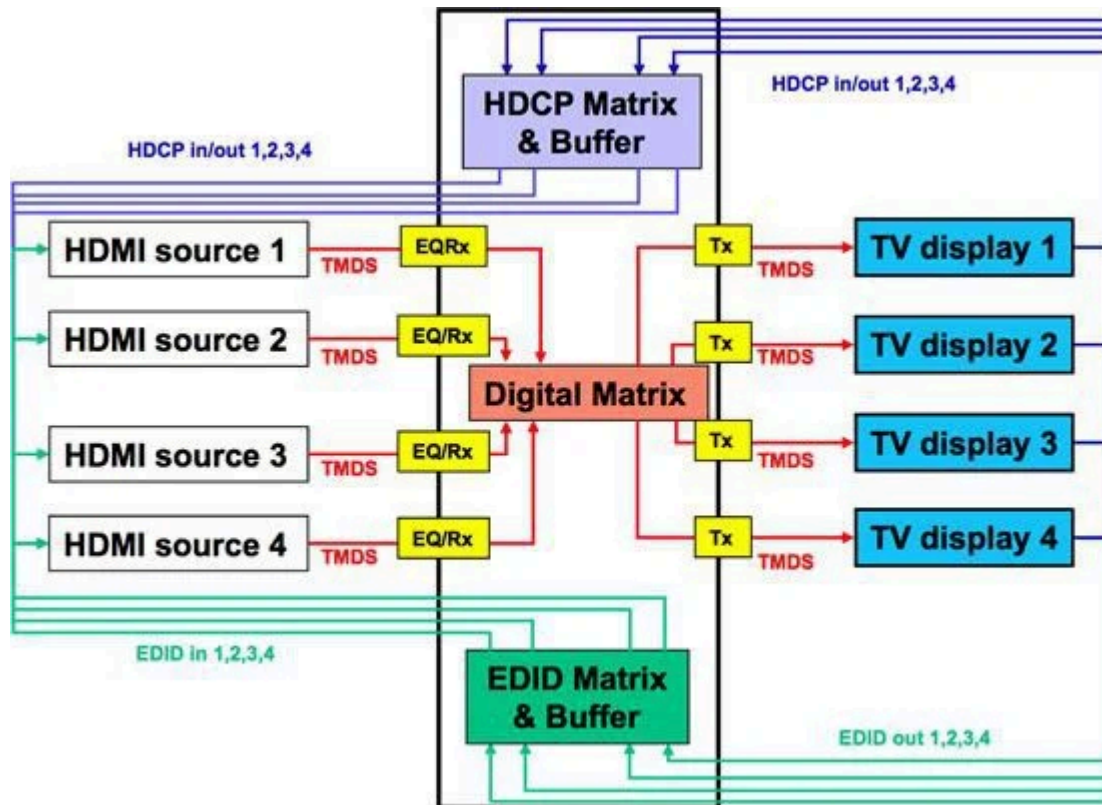 HDCP Matrix
& Buffer
HDCP in/out 1,2,3,4
HDCP in/out 1,2,3,4
HDMI source 1
TMDS
EQRx
Tx
TMDS
TV display 1
HDMI source 2
TMDS
EQ/Rx
Tx
TMDS
TV display 2
Digital Matrix
HDMI source 3
TMDS
EQ/Rx
Tx
TMDS
TV display 3
HDMI source 4
TMDS
EQ/Rx
Tx
TMDS
TV display 4
EDID in 1,2,3,4
EDID Matrix
& Buffer
EDID out 1,2,3,4